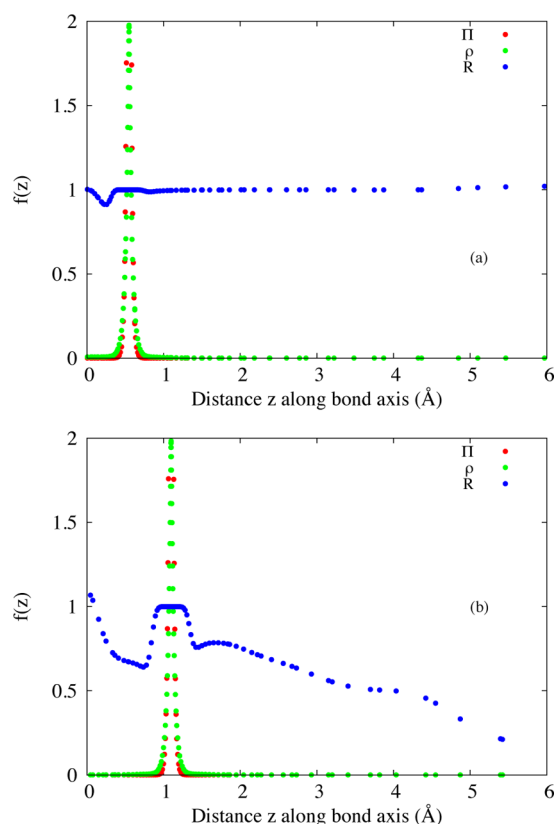 2
Π
ρ
R
1.5
1
0.5
0
f(z)
(a)
0 1 2 3 4 5 6
Distance z along bond axis (Å)
2
Π
ρ
R
1.5
1
0.5
0
f(z)
(b)
0 1 2 3 4 5 6
Distance z along bond axis (Å)